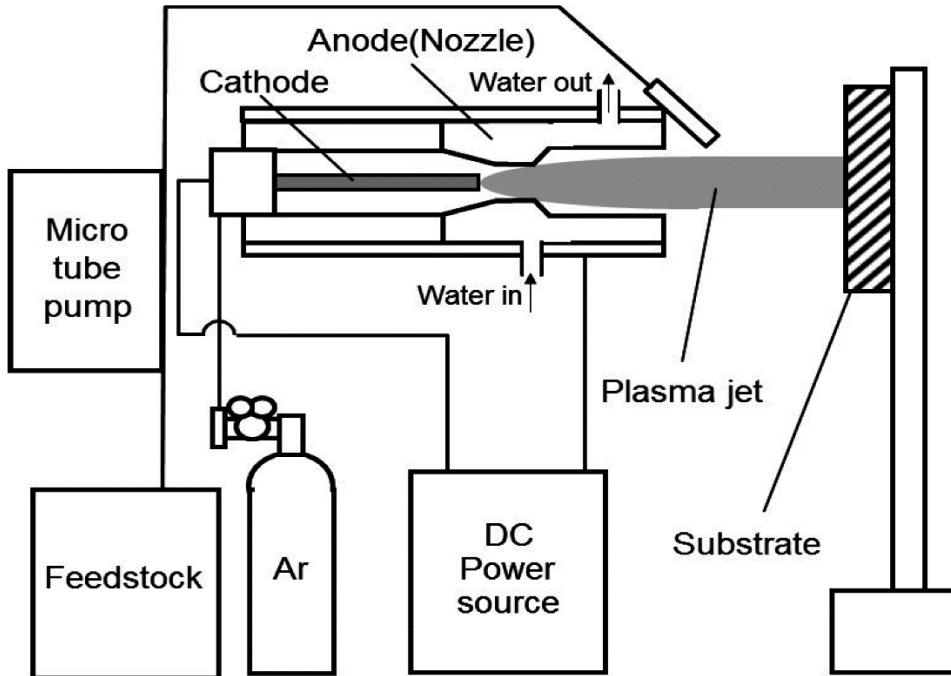 Anode(Nozzle)
Cathode
Water out
Micro
tube
pump
Water in
Plasma jet
Substrate
Feedstock
Ar
DC
Power
source